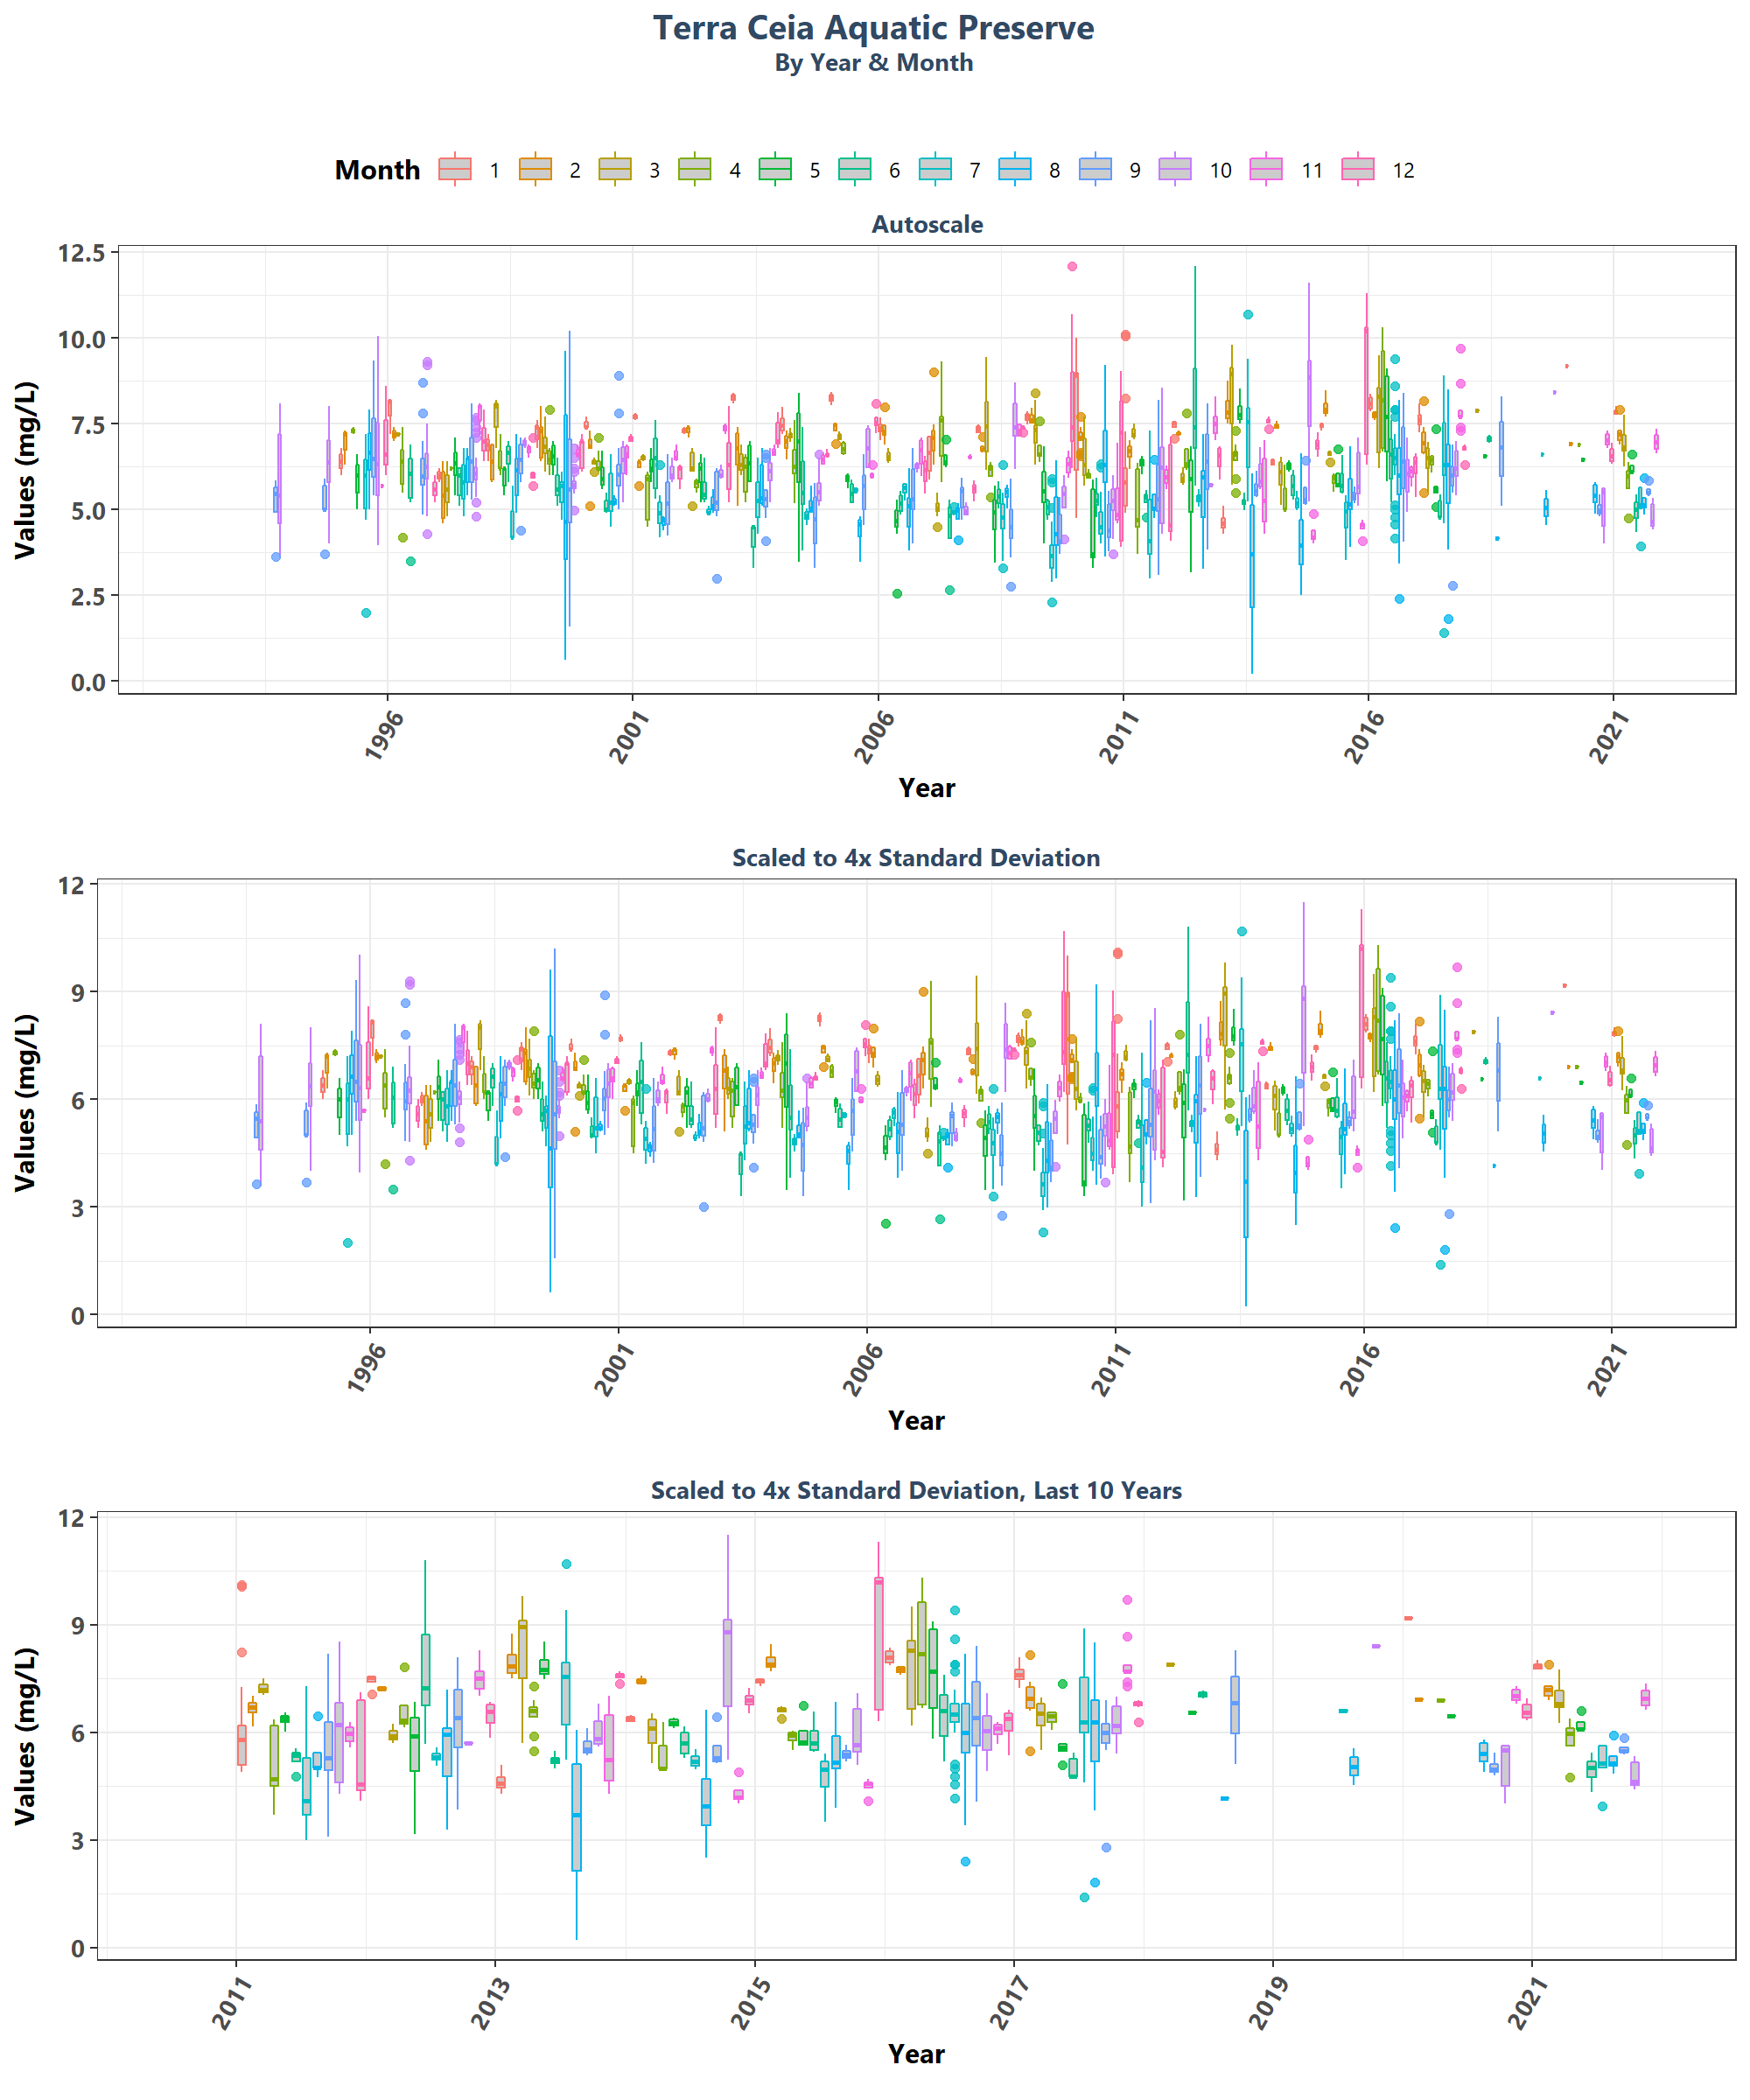 Terra Ceia Aquatic Preserve
By Year & Month
Month 1 2 3 4 5 6 7 8 9 10 11 12
Autoscale
Values (mg/L)
12.5
10.0
7.5
5.0
2.5
0.0
1996 2001 2006 2011 2016 2021
Year
Scaled to 4x Standard Deviation
Values (mg/L)
12
9
6
3
0
1996 2001 2006 2011 2016 2021
Year
Scaled to 4x Standard Deviation, Last 10 Years
Values (mg/L)
12
9
6
3
0
2011 2013 2015 2017 2019 2021
Year